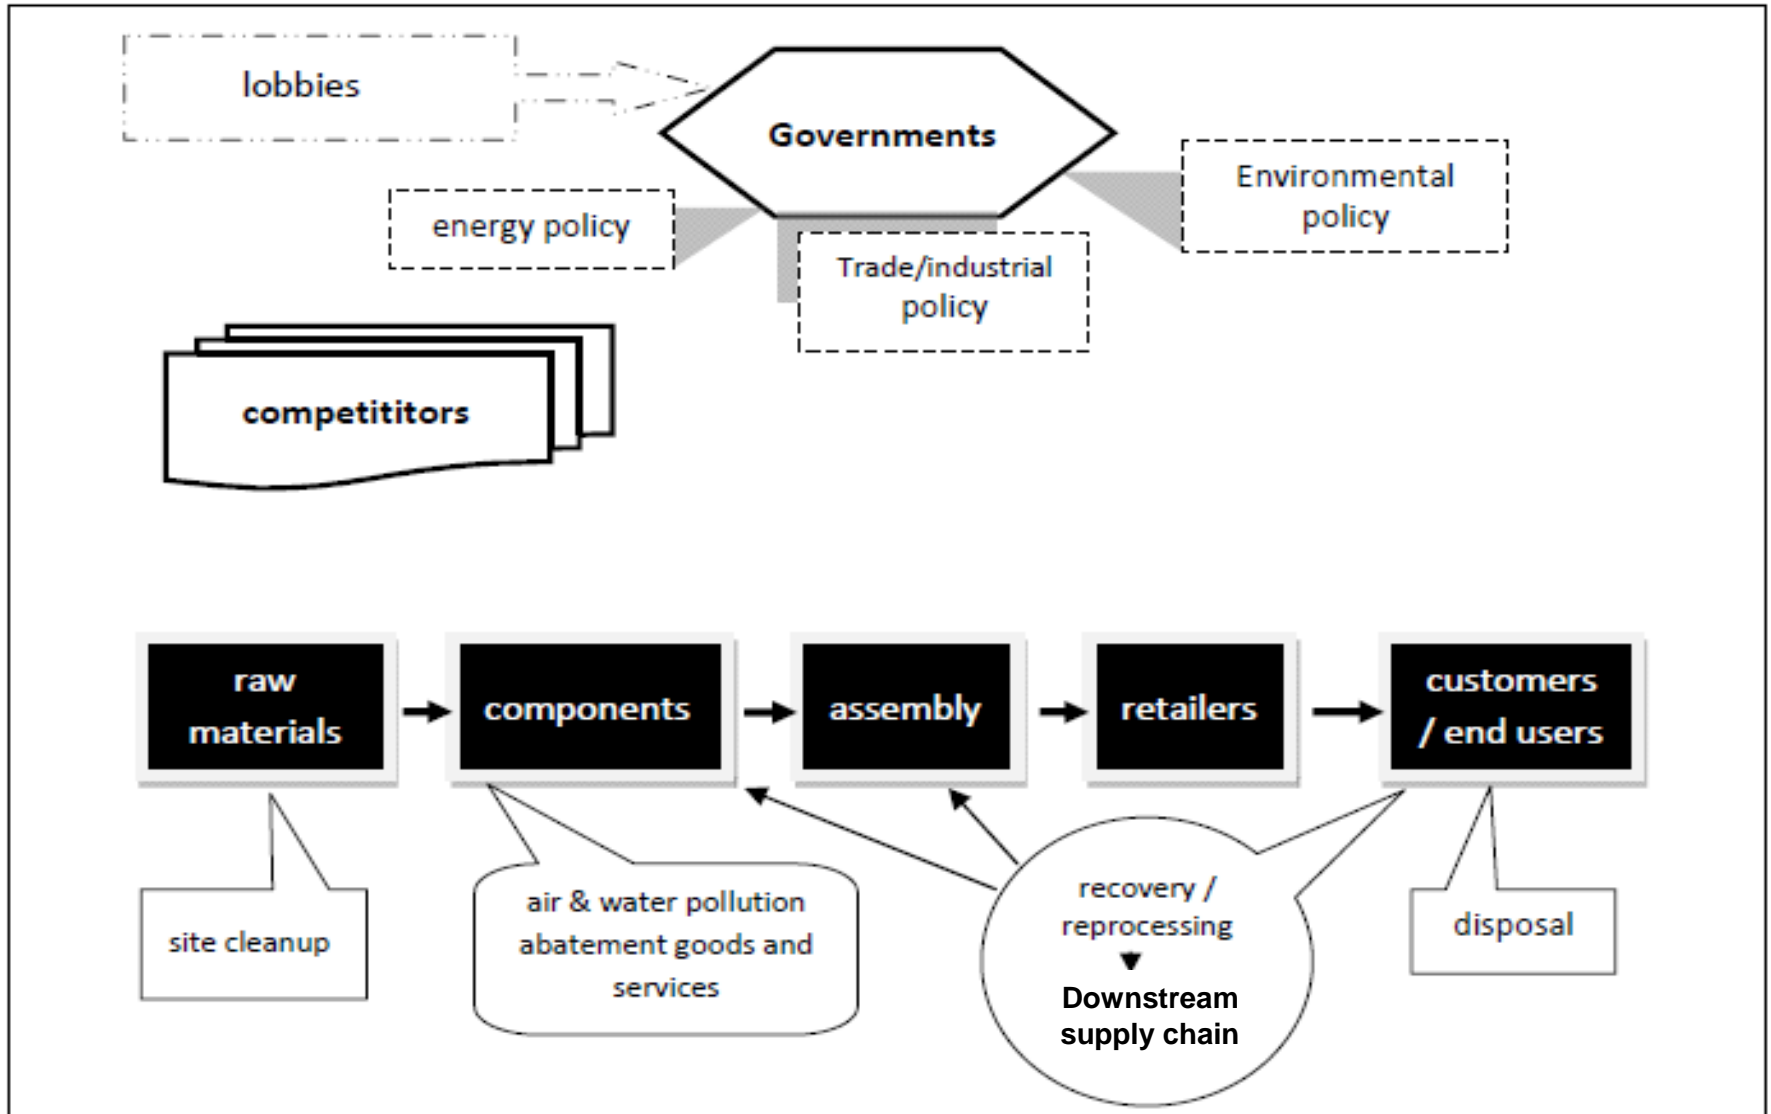 lobbies
Governments
Environmental
policy
energy policy
Trade/industrial
policy
competititors
raw
materials
components
assembly
retailers
customers
/ end users
site cleanup
air & water pollution
abatement goods and
services
recovery /
reprocessing
Downstream
supply chain
disposal